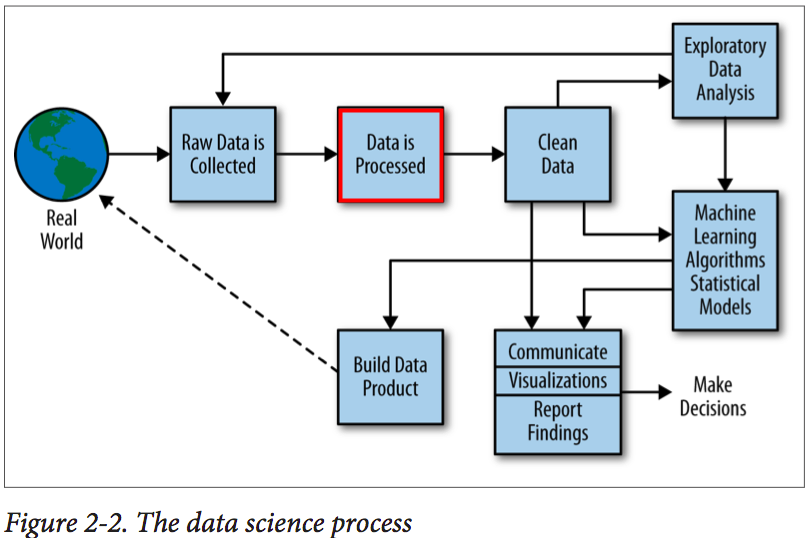 Exploratory
Data
Analysis
Raw Data is
Collected
Data is
Processed
Clean
Data
Real
World
Machine
Learning
Algorithms
Statistical
Models
Build Data
Product
Communicate
Visualizations
Report
Findings
Make
Decisions
Figure 2-2. The data science process